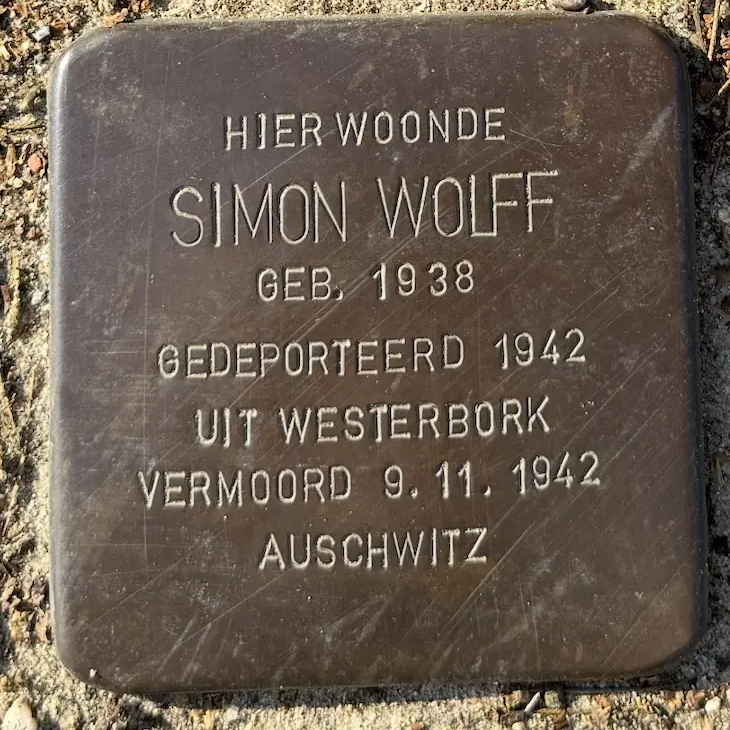 HIER WOONDE
SIMON WOLFF
GEB. 1938
GEDEPORTEERD 1942
UIT WESTERBORK
VERMOORD 9.11.1942
AUSCHWITZ